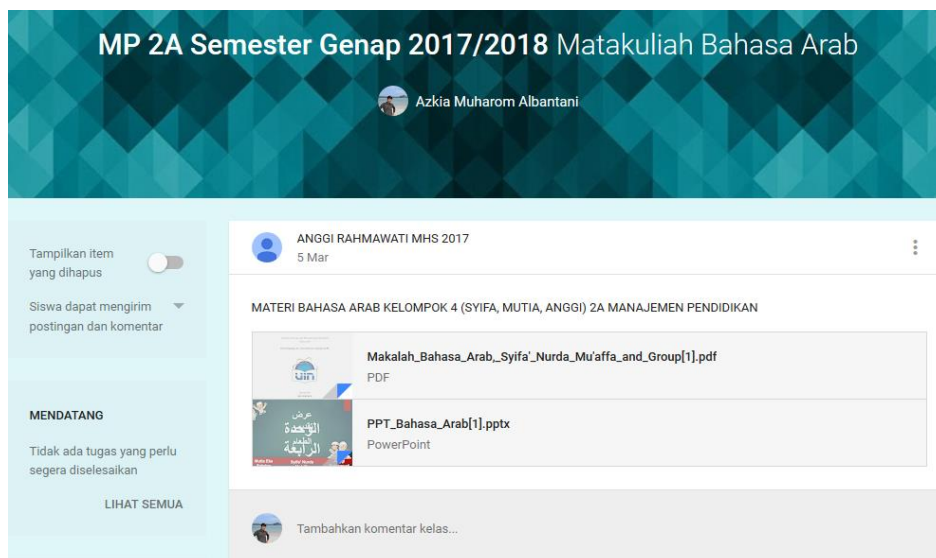 MP 2A Semester Genap 2017/2018 Matakuliah Bahasa Arab
Azkia Muharom Albantani
Tampilkan item
yang dihapus
Siswa dapat mengirim
postingan dan komentar
MENDATANG
Tidak ada tugas yang perlu
segera diselesaikan
LIHAT SEMUA
ANGGI RAHMAWATI MHS 2017
5 Mar
MATERI BAHASA ARAB KELOMPOK 4 (SYIFA, MUTIA, ANGGI) 2A MANAJEMEN PENDIDIKAN
uin
Makalah_Bahasa_Arab,_Syifa'_Nurda_Mu'affa_and_Group[1].pdf
PDF
عرض
الوحدة
الرابعة
PPT_Bahasa_Arab[1].pptx
PowerPoint
Tambahkan komentar kelas...